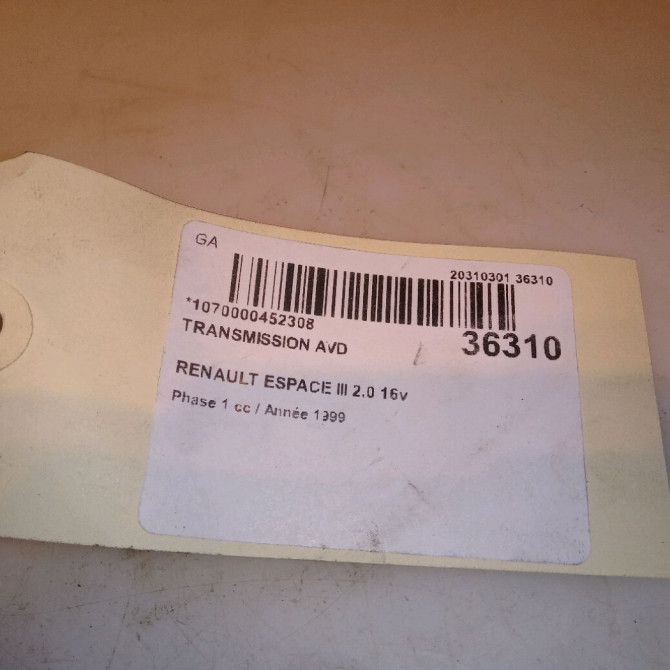 GA
20310301 36310
*1070000452308
TRANSMISSION AVD
36310
RENAULT ESPACE III 2.0 16v
Phase 1 cc / Année 1999